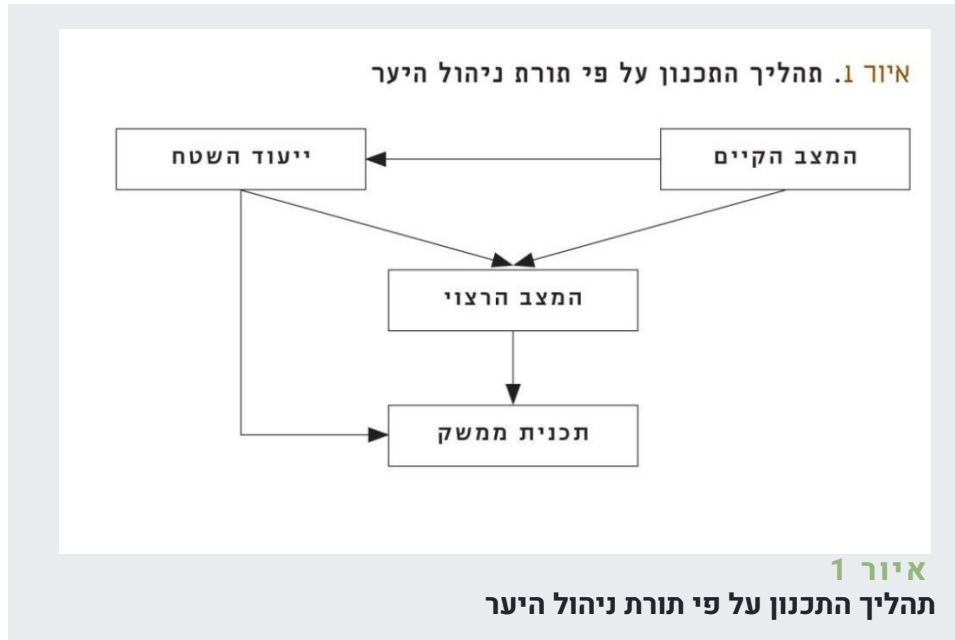 איור 1. תהליך התכנון על פי תורת ניהול היער
המצב הקיים
ייעוד השטח
המצב הרצוי
תכנית ממשק
איור 1
תהליך התכנון על פי תורת ניהול היער